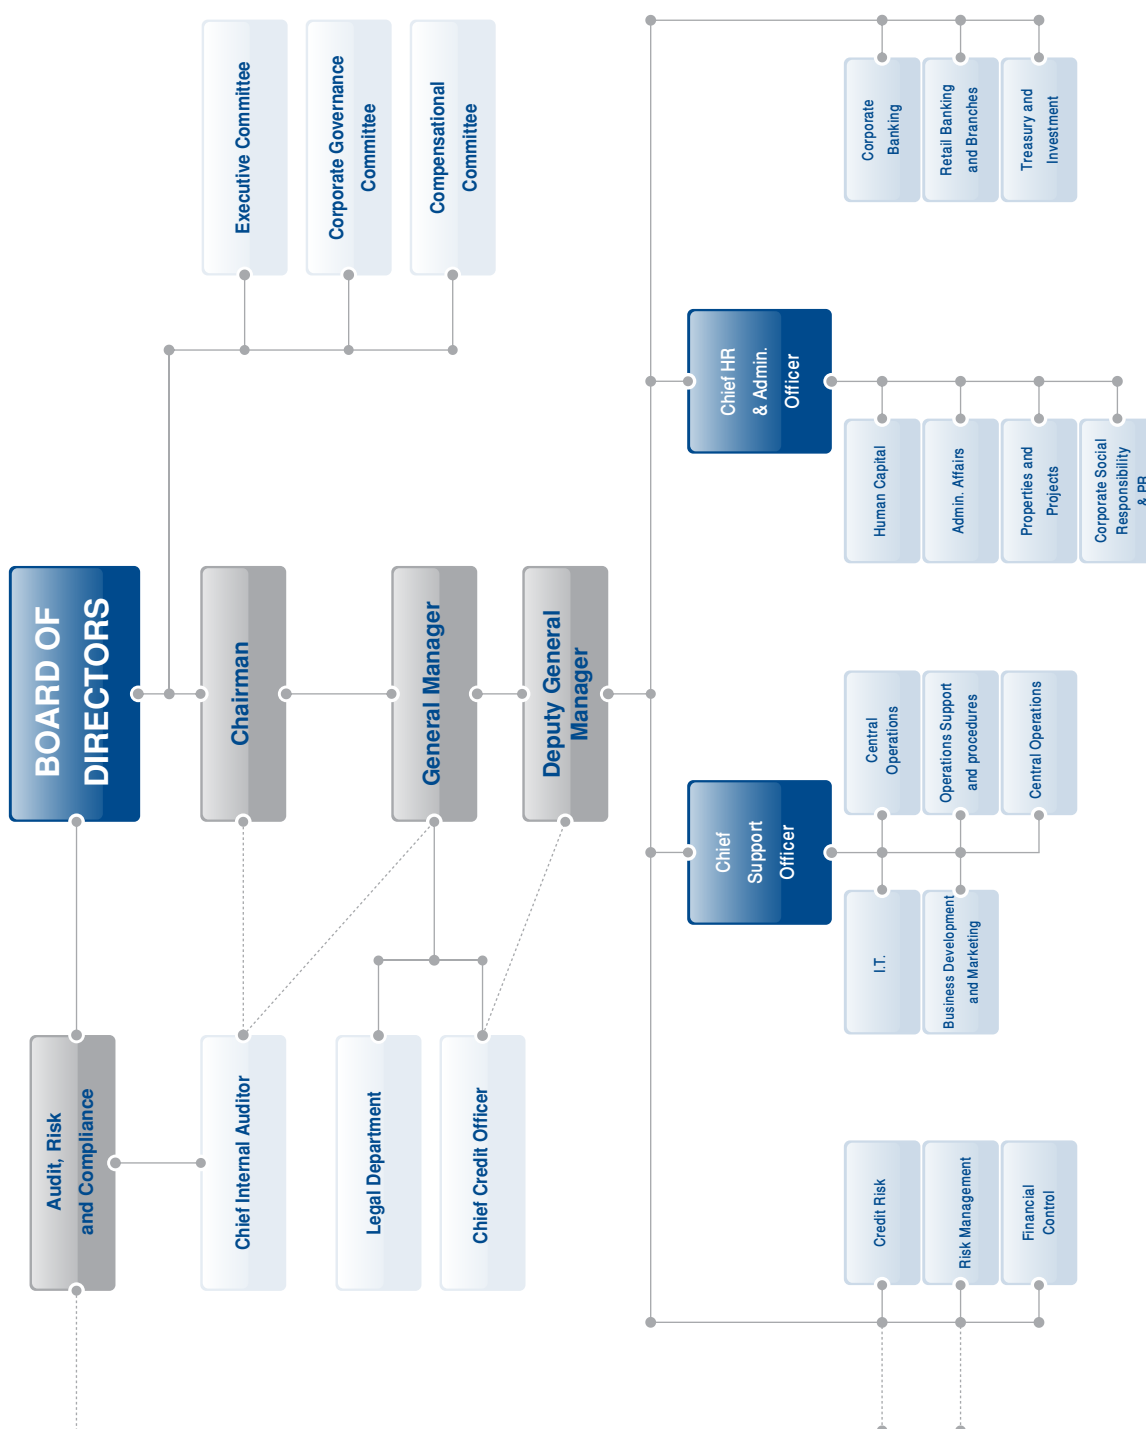 BOARD OF
DIRECTORS
Audit, Risk
and Compliance
Chairman
Executive Committee
Corporate Governance
Committee
Compensational
Committee
Chief Internal Auditor
General Manager
Legal Department
Chief Credit Officer
Deputy General
Manager
Chief
Support
Officer
Chief HR
& Admin.
Officer
Credit Risk
Risk Management
Financial
Control
I.T.
Business Development
and Marketing
Central
Operations
Operations Support
and procedures
Central Operations
Human Capital
Admin. Affairs
Properties and
Projects
Corporate Social
Responsibility
& PR
Corporate
Banking
Retail Banking
and Branches
Treasury and
Investment